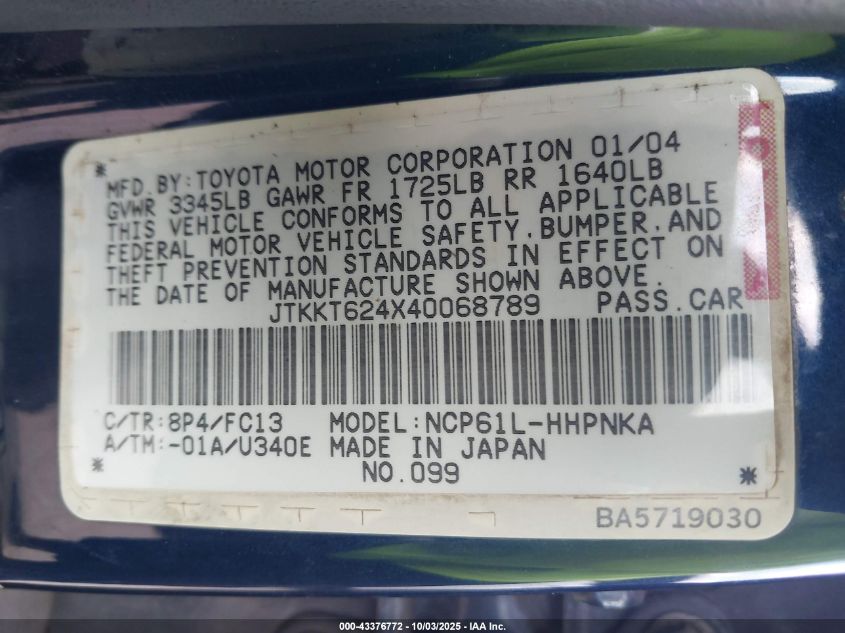 *
MFD.BY:TOYOTA MOTOR CORPORATION 01/04
GVWR 3345LB GAWR FR 1725LB RR 1640LB
THIS VEHICLE CONFORMS TO ALL APPLICABLE
FEDERAL MOTOR VEHICLE SAFETY,BUMPER,AND
THEFT PREVENTION STANDARDS IN EFFECT ON
THE DATE OF MANUFACTURE SHOWN ABOVE.
JTKKT624X40068789 PASS.CAR
C/TR:8P4/FC13 MODEL:NCP61L-HHPNKA
A/TM:-01A/U340E MADE IN JAPAN
* NO.099 *
BA5719030
000-43376772 - 10/03/2025 - IAA Inc.